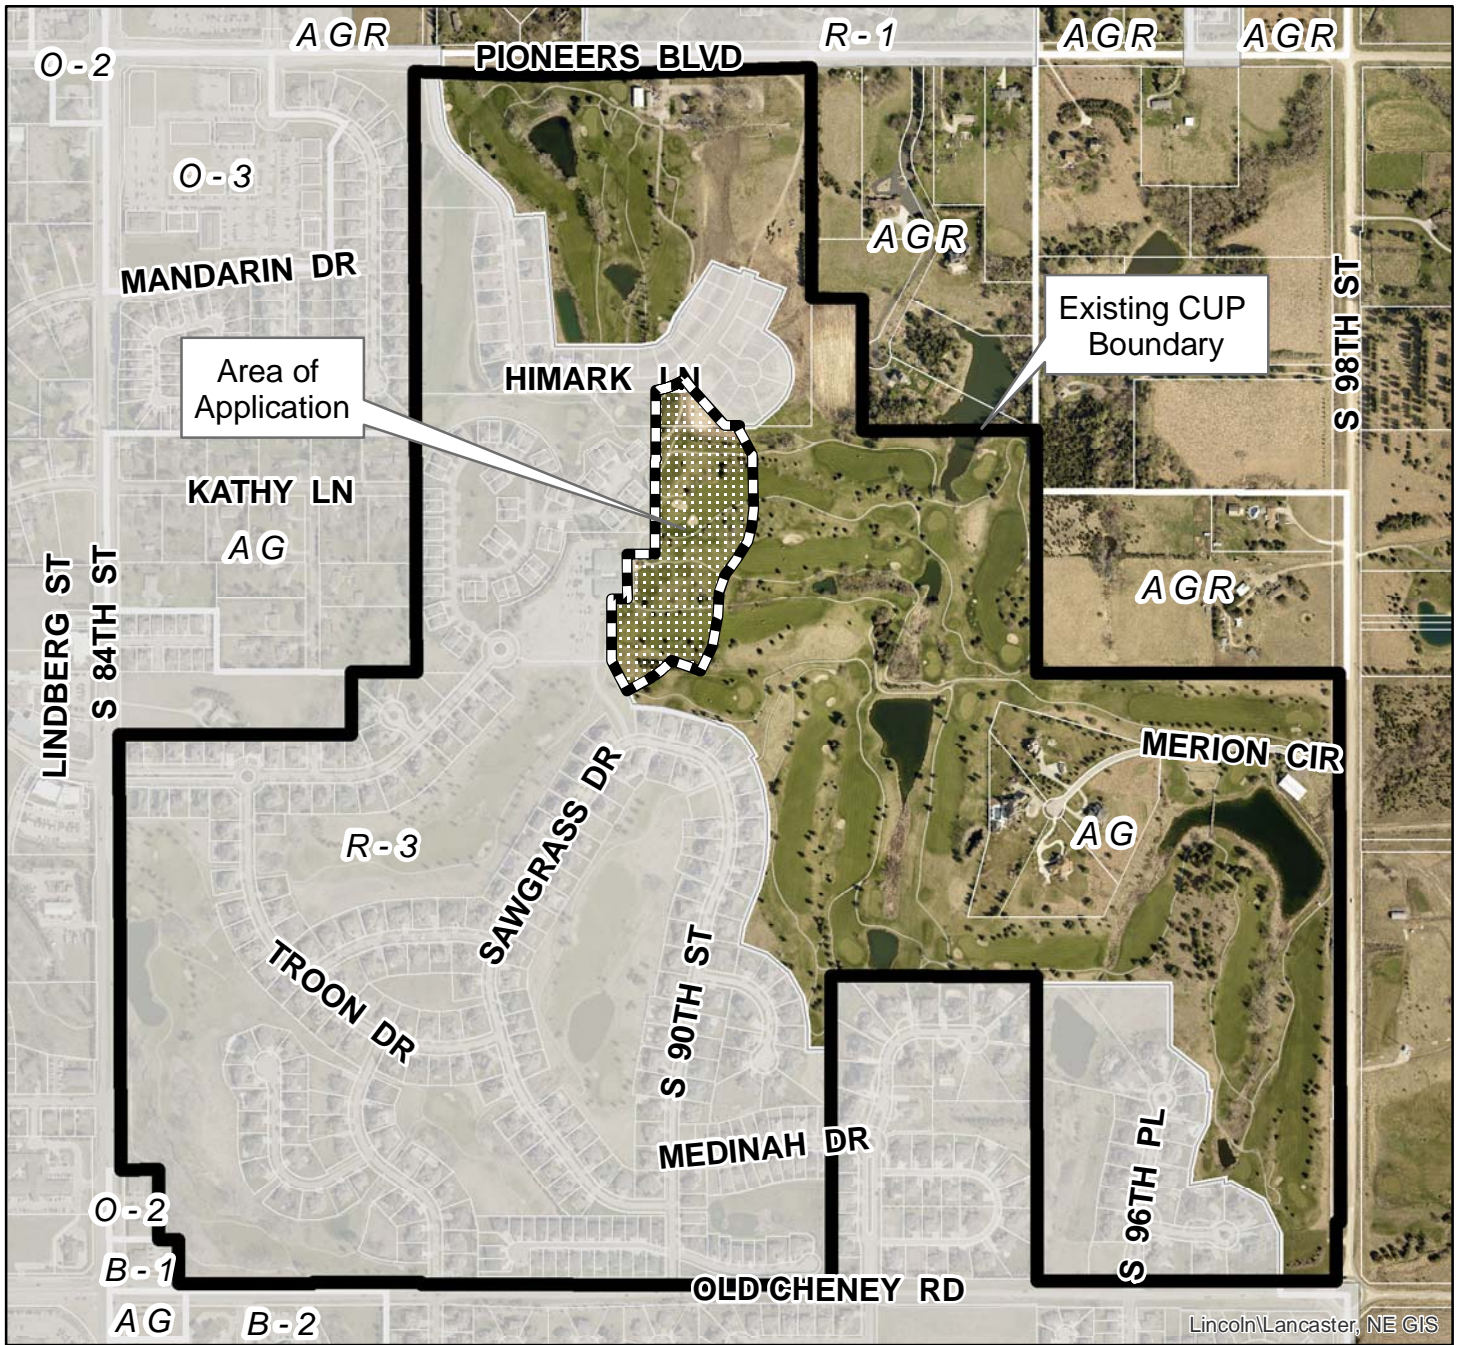 AGR
R-1
AGR
AGR
O-2
PIONEERS BLVD
O-3
AGR
MANDARIN DR
S 98TH ST
Existing CUP
Boundary
Area of
Application
HIMARK LN
KATHY LN
AG
AGR
LINDBERG ST
S 84TH ST
MERION CIR
R-3
AG
SAWGRASS DR
TROON DR
S 90TH ST
MEDINAH DR
S 96TH PL
O-2
B-1
OLD CHENEY RD
AG
B-2
Lincoln\Lancaster, NE GIS